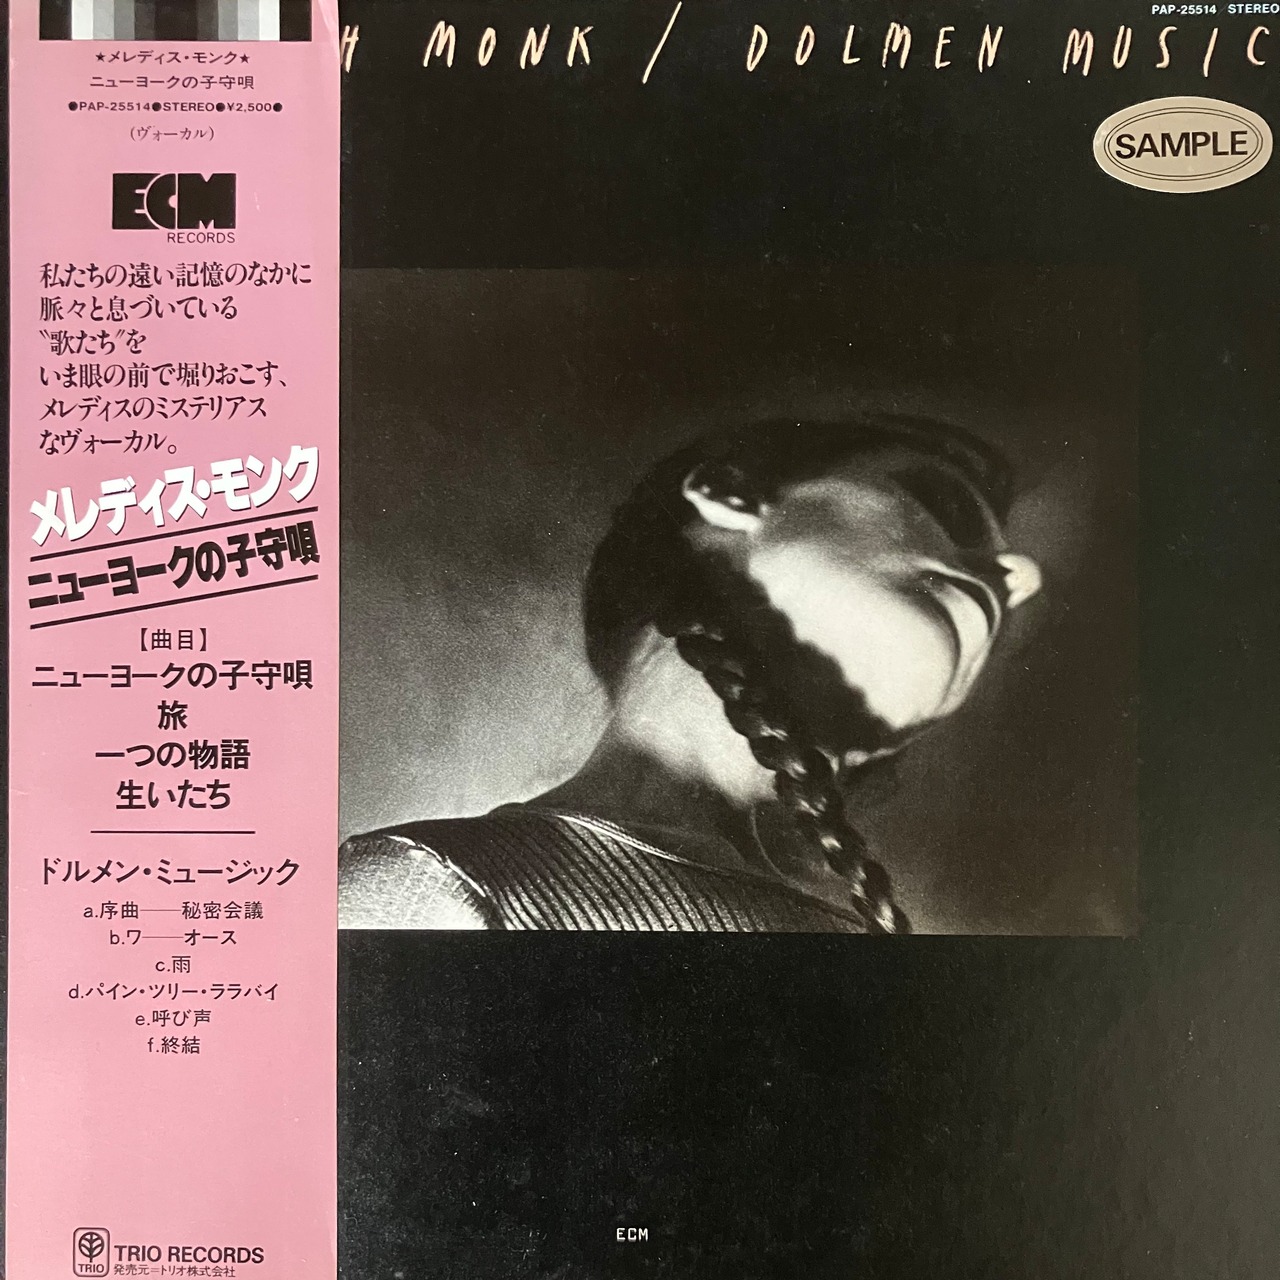 ★メレディス・モンク★
ニューヨークの子守唄
●PAP-25514●STEREO●¥2,500●
(ヴォーカル)
ECM
RECORDS
私たちの遠い記憶のなかに
脈々と息づいている
〝歌たち〟を
いま眼の前で堀りおこす、
メレディスのミステリアス
なヴォーカル。
メレディス・モンク
ニューヨークの子守唄
【曲目】
ニューヨークの子守唄
旅
一つの物語
生いたち
ドルメン・ミュージック
a.序曲——秘密会議
b.ワ——オース
c.雨
d.パイン・ツリー・ララバイ
e.呼び声
f.終結
TRIO
TRIO RECORDS
発売元=トリオ株式会社
PAP-25514 STEREO
H MONK / DOLMEN MUSIC
SAMPLE
ECM